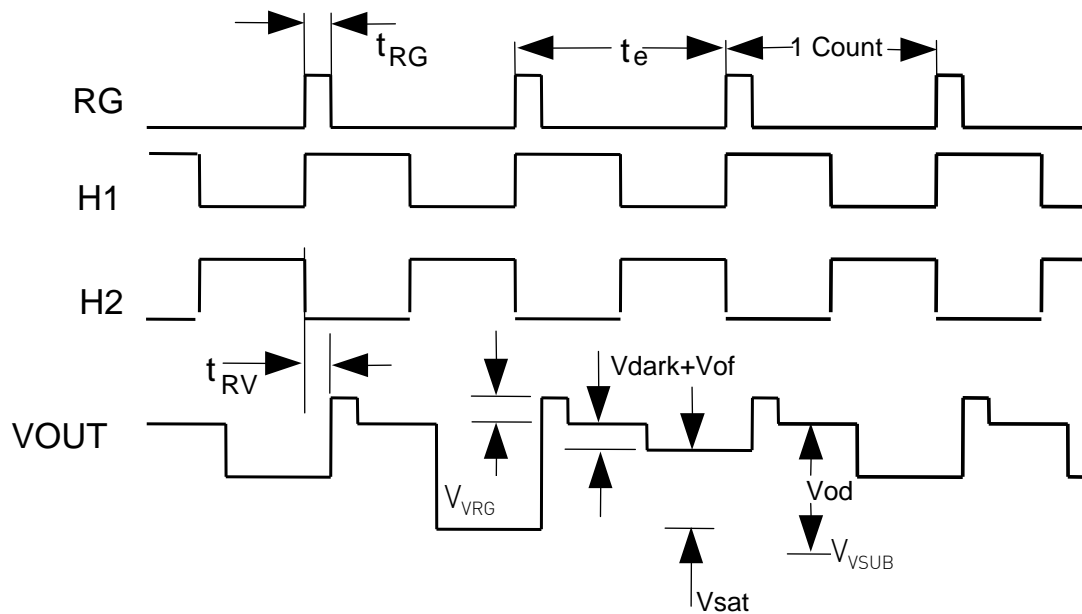 tRG
te
1 Count
RG
H1
H2
tRV
Vdark+Vof
VOUT
VVRG
Vod
VVSUB
Vsat